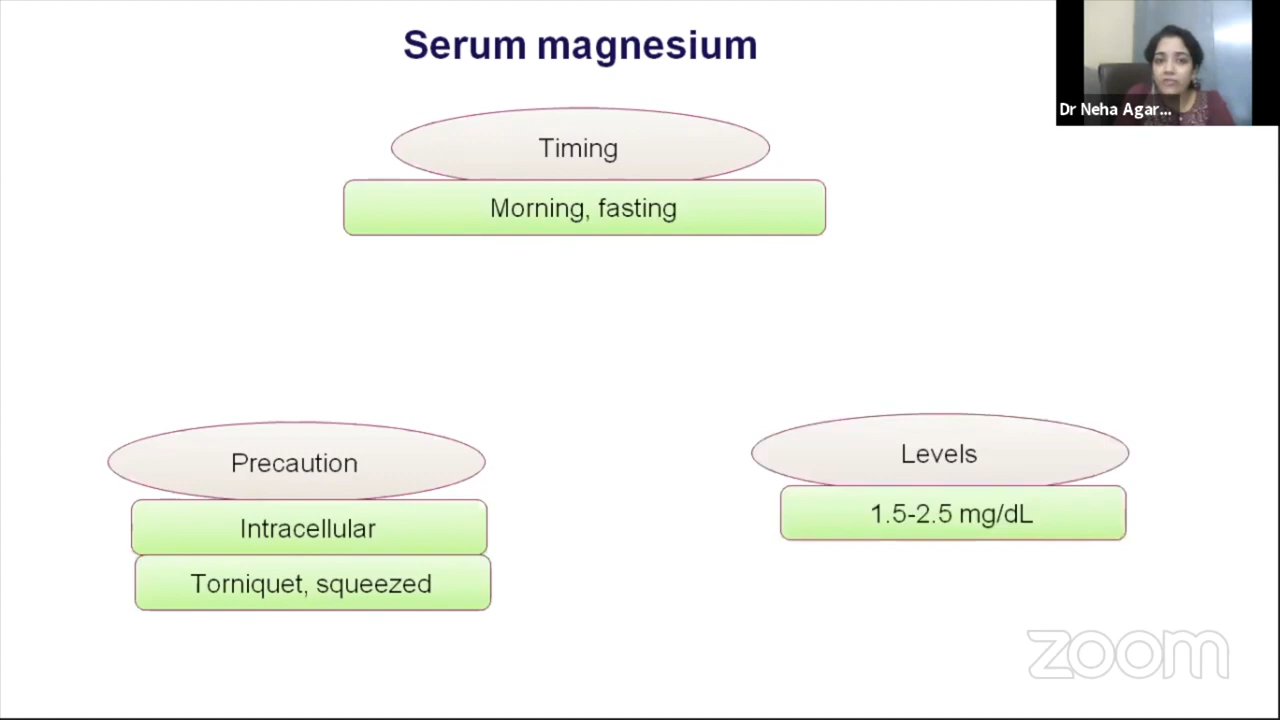 Serum magnesium
Dr Neha Agar...
Timing
Morning, fasting
Precaution
Intracellular
Torniquet, squeezed
Levels
1.5-2.5 mg/dL
zoom